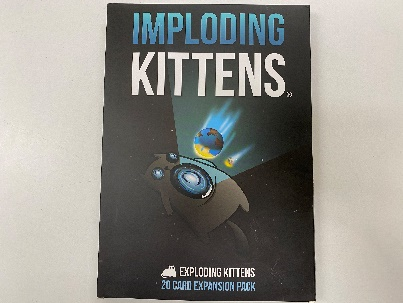 IMPLODING
KITTENS
EXPLODING KITTENS
20 CARD EXPANSION PACK